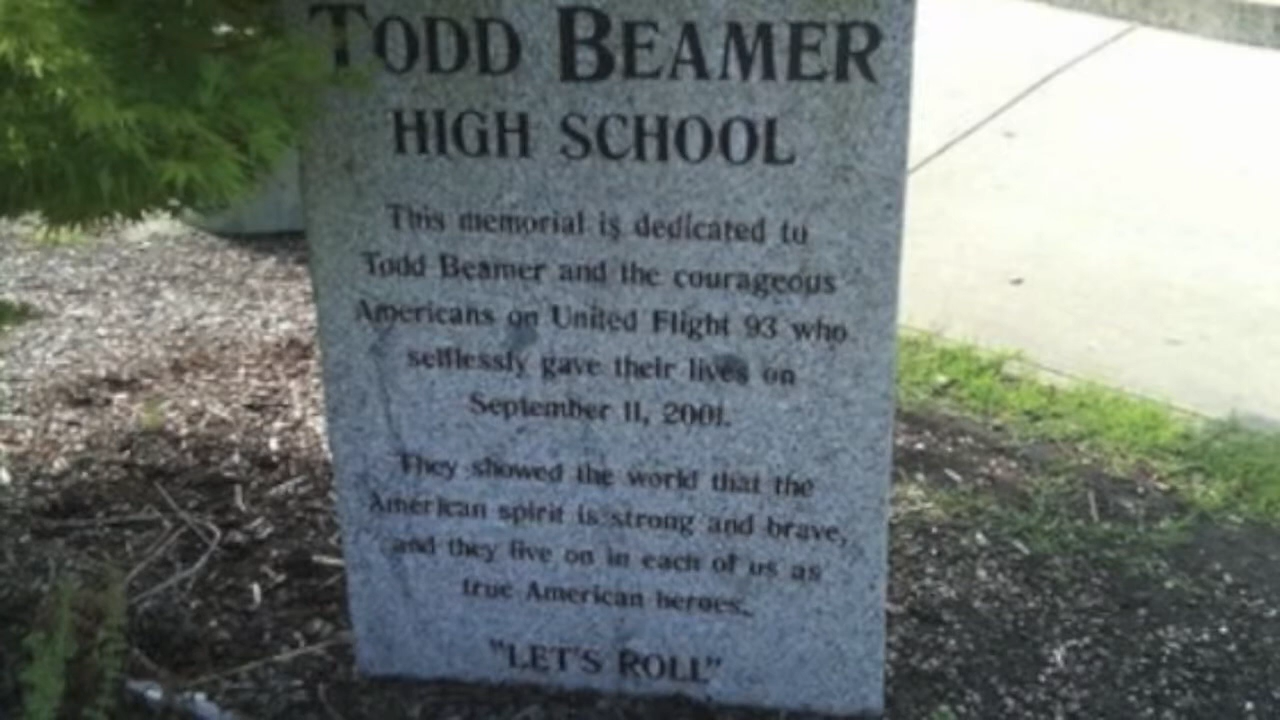 TODD BEAMER
HIGH SCHOOL
This memorial is dedicated to
Todd Beamer and the courageous
Americans on United Flight 93 who
selflessly gave their lives on
September 11, 2001.
They showed the world that the
American spirit is strong and brave,
and they live on in each of us as
true American heroes.
"LET'S ROLL"